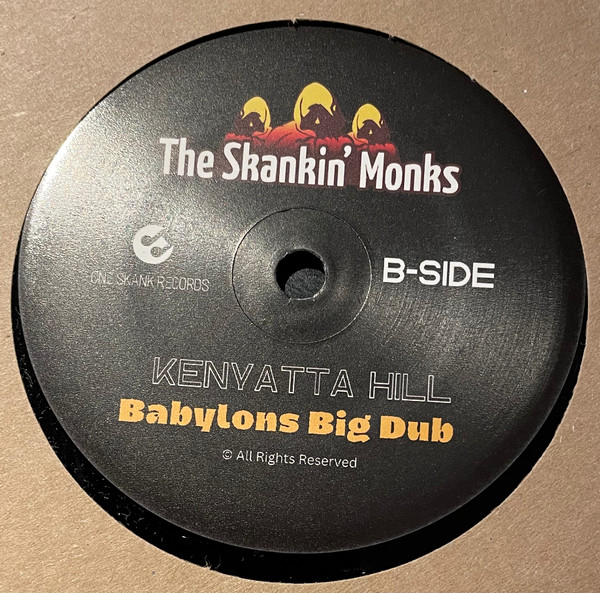 The Skankin' Monks
ONE SKANK RECORDS
B-SIDE
KENYATTA HILL
Babylons Big Dub
© All Rights Reserved